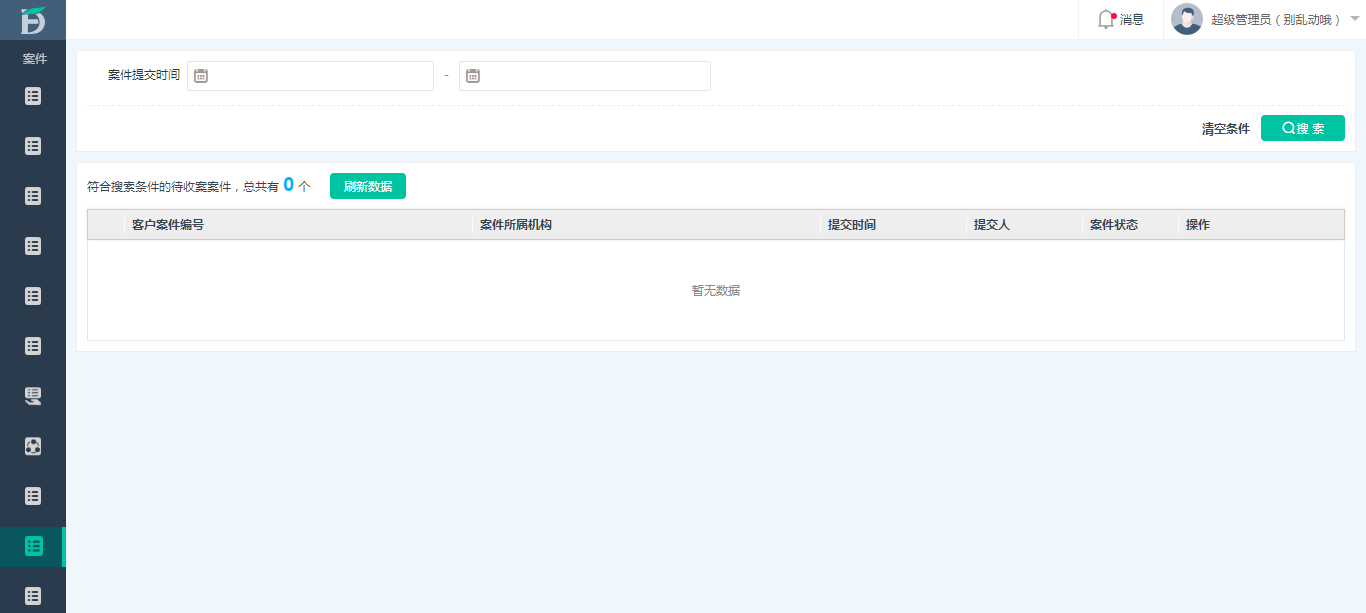 消息
超级管理员（别乱动哦）
案件
案件提交时间
-
清空条件
搜 索
符合搜索条件的待收案案件，总共有 0 个
刷新数据
客户案件编号 案件所属机构 提交时间 提交人 案件状态 操作
暂无数据